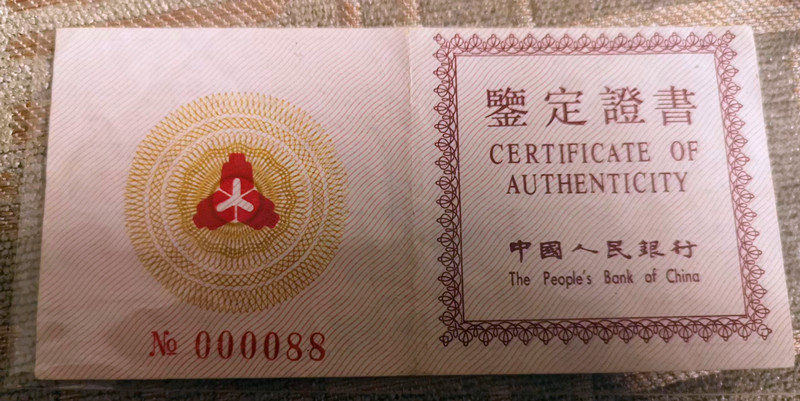 № 000088
鑒定證書
CERTIFICATE OF
AUTHENTICITY
中國人民銀行
The People's Bank of China